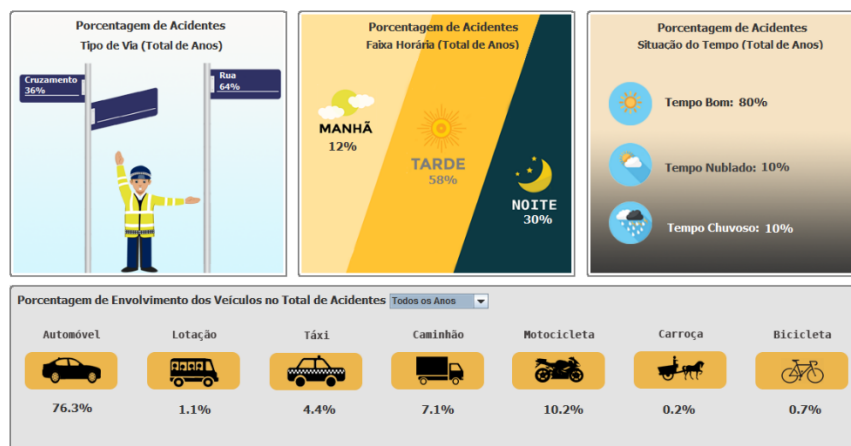 Porcentagem de Acidentes
Tipo de Via (Total de Anos)
Cruzamento
36%
Rua
64%
Porcentagem de Acidentes
Faixa Horária (Total de Anos)
MANHÃ
12%
TARDE
58%
NOITE
30%
Porcentagem de Acidentes
Situação do Tempo (Total de Anos)
Tempo Bom: 80%
Tempo Nublado: 10%
Tempo Chuvoso: 10%
Porcentagem de Envolvimento dos Veículos no Total de Acidentes Todos os Anos
Automóvel Lotação Táxi Caminhão Motocicleta Carroça Bicicleta
76.3% 1.1% 4.4% 7.1% 10.2% 0.2% 0.7%